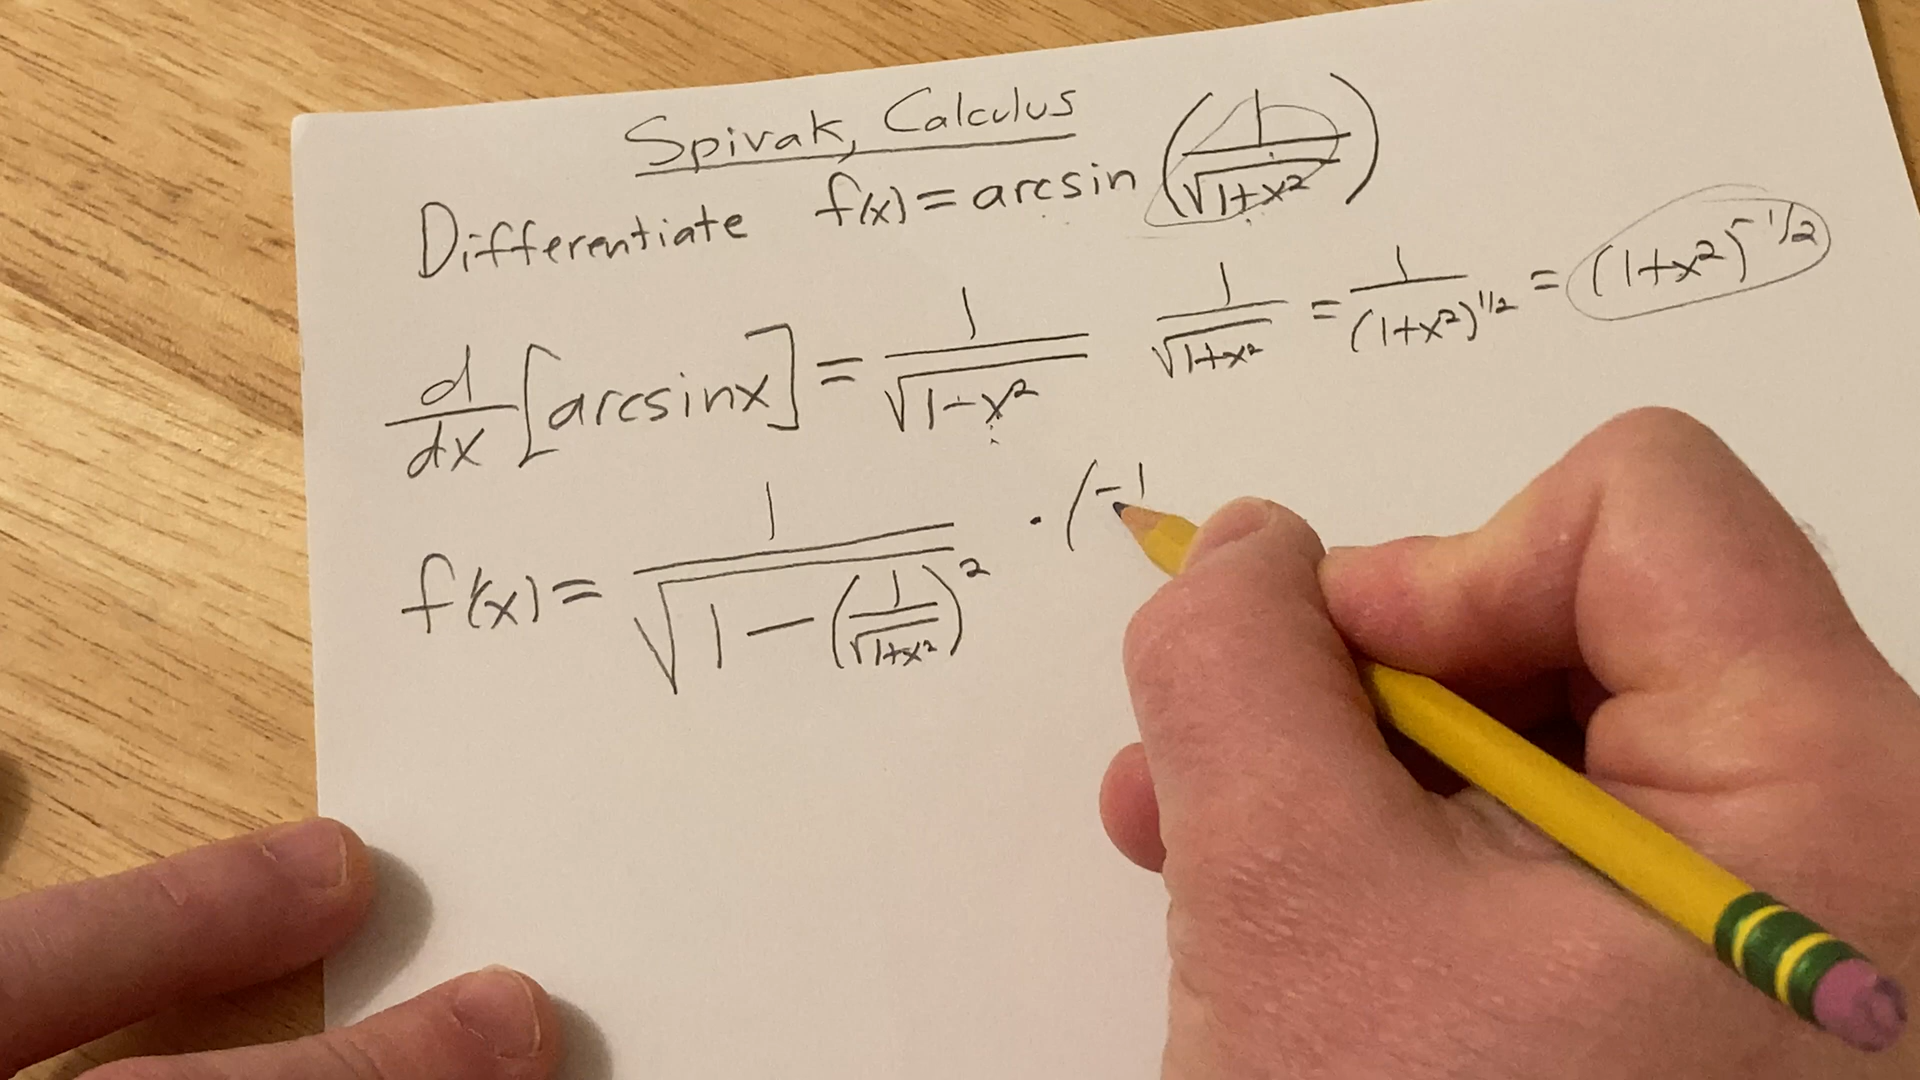 Spivak, Calculus
Differentiate f(x) = arcsin (1/√(1+x²))
d/dx [arcsinx] = 1/√(1-x²)
1/√(1+x²) = 1/(1+x²)^1/2 = (1+x²)^-1/2
f'(x) = 1/√(1-(1/√(1+x²))²) · (-1